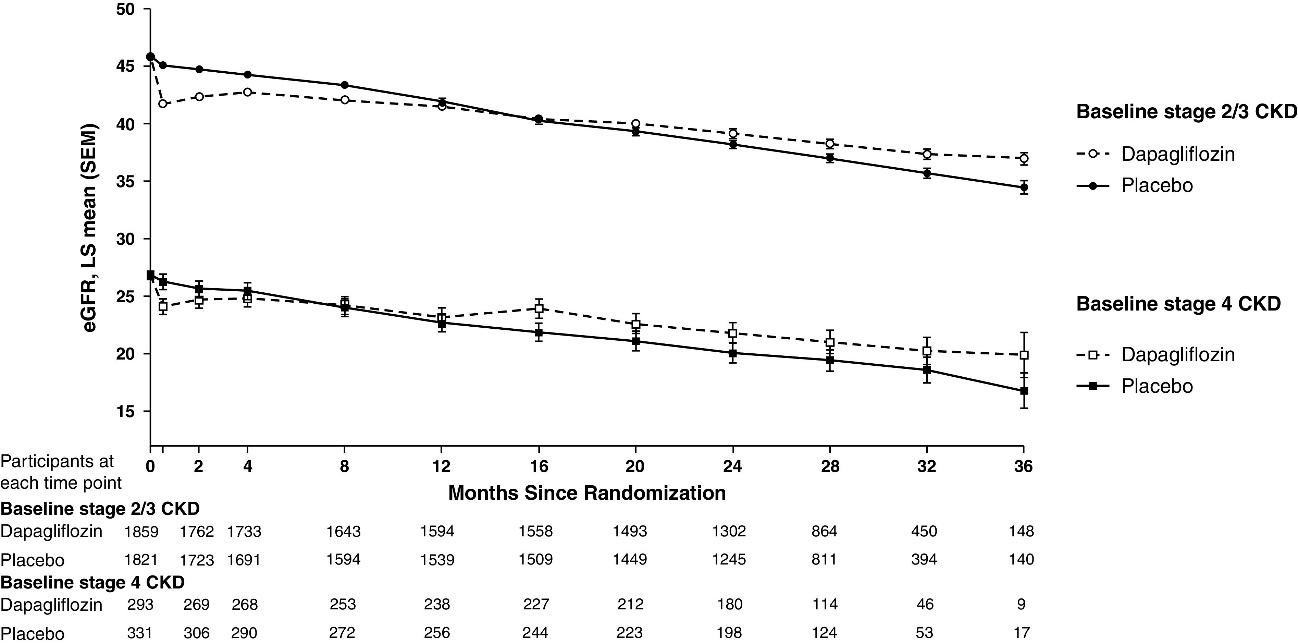 50
45
40
35
30
25
20
15
eGFR, LS mean (SEM)
Baseline stage 2/3 CKD
Dapagliflozin
Placebo
Baseline stage 4 CKD
Dapagliflozin
Placebo
0 2 4 8 12 16 20 24 28 32 36
Months Since Randomization
Participants at
each time point
Baseline stage 2/3 CKD
Dapagliflozin 1859 1762 1733 1643 1594 1558 1493 1302 864 450 148
Placebo 1821 1723 1691 1594 1539 1509 1449 1245 811 394 140
Baseline stage 4 CKD
Dapagliflozin 293 269 268 253 238 227 212 180 114 46 9
Placebo 331 306 290 272 256 244 223 198 124 53 17